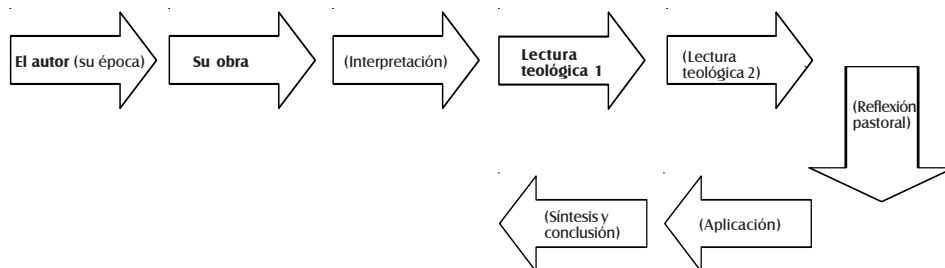 El autor (su época)
Su obra
(Interpretación)
Lectura
teológica 1
(Lectura
teológica 2)
(Reflexión
pastoral)
(Aplicación)
(Síntesis y
conclusión)